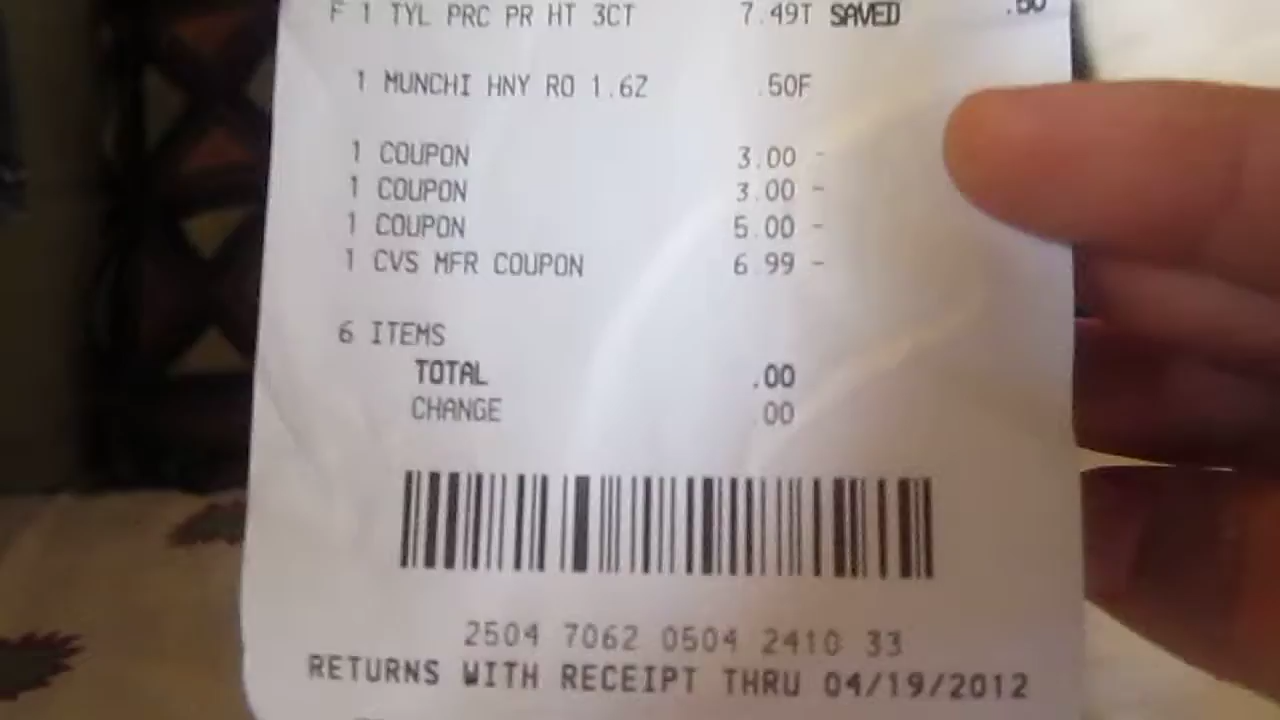 F 1 TYL PRC PR HT 3CT 7.49T SAVED .50
1 MUNCHI HNY RO 1.6Z .50F
1 COUPON 3.00 -
1 COUPON 3.00 -
1 COUPON 5.00 -
1 CVS MFR COUPON 6.99 -
6 ITEMS
TOTAL .00
CHANGE .00
2504 7062 0504 2410 33
RETURNS WITH RECEIPT THRU 04/19/2012